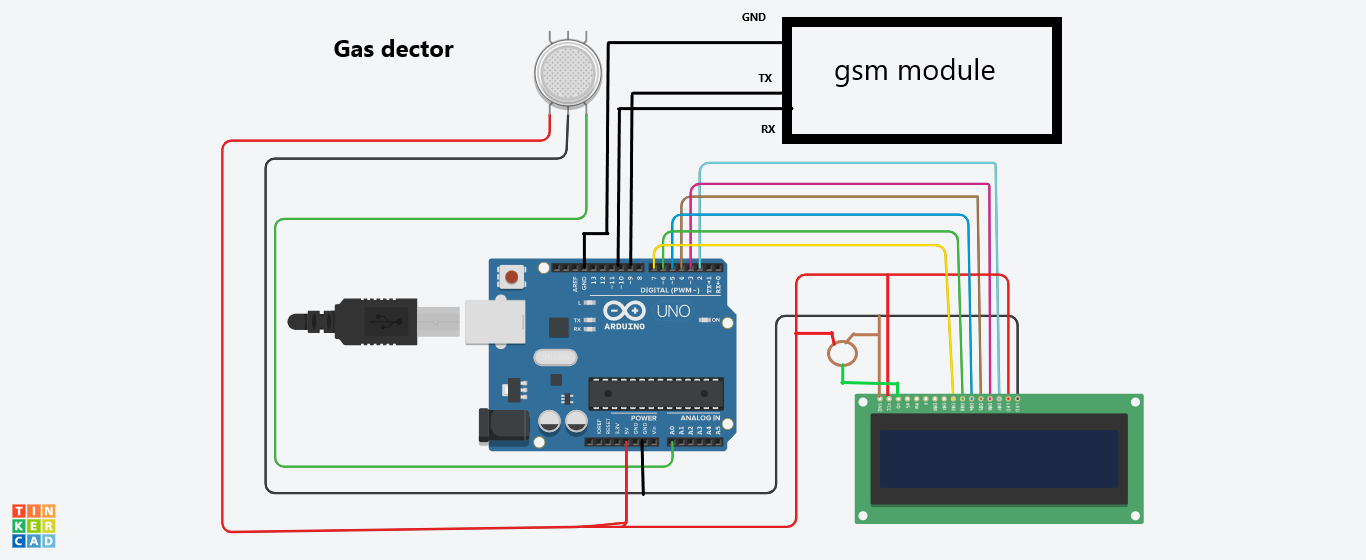 GND
Gas dector
gsm module
TX
RX
AREF
GND
13
12
~11
~10
~9
8
7
~6
~5
4
~3
2
TX→1
RX←0
DIGITAL (PWM~)
L
TX
RX
UNO
ON
ARDUINO
POWER
ANALOG IN
IOREF
RESET
3.3V
5V
GND
GND
Vin
A0
A1
A2
A3
A4
A5
GND
VCC
TIN
KER
CAD